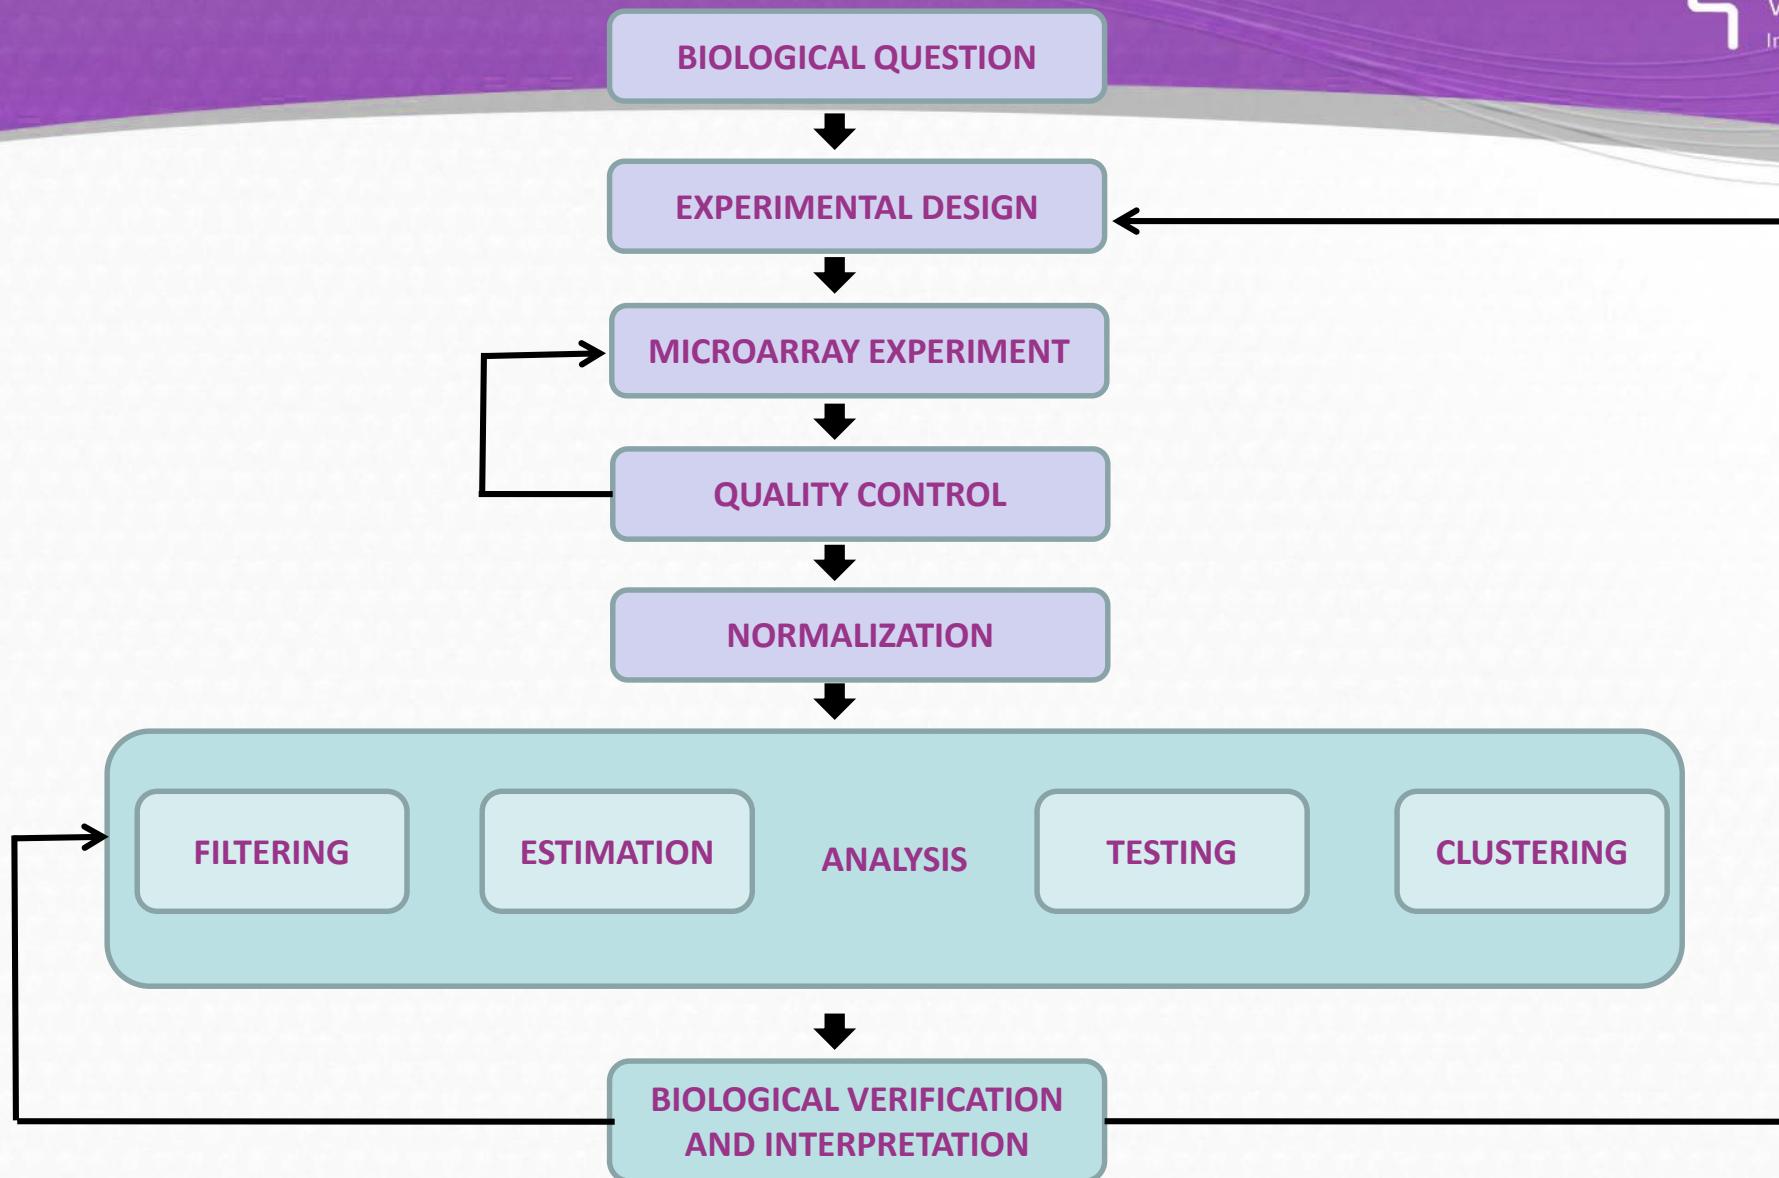 BIOLOGICAL QUESTION
EXPERIMENTAL DESIGN
MICROARRAY EXPERIMENT
QUALITY CONTROL
NORMALIZATION
FILTERING
ESTIMATION
ANALYSIS
TESTING
CLUSTERING
BIOLOGICAL VERIFICATION
AND INTERPRETATION